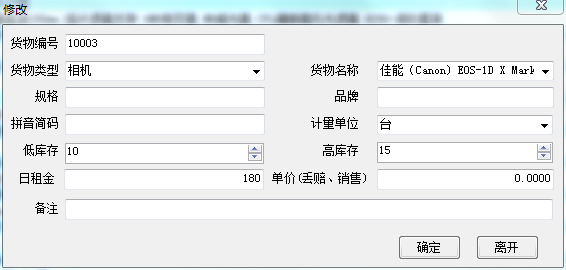 修改
货物编号 10003
货物类型 相机 货物名称 佳能（Canon）EOS-1D X Mark
规格 品牌
拼音简码 计量单位 台
低库存 10 高库存 15
日租金 180 单价(丢赔、销售) 0.0000
备注
确定 离开